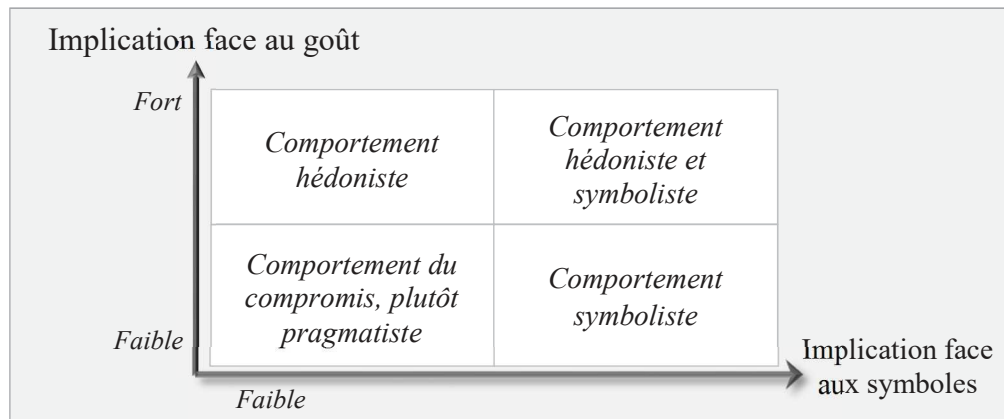 Implication face au goût
Fort
Comportement
hédoniste
Comportement
hédoniste et
symboliste
Comportement du
compromis, plutôt
pragmatiste
Comportement
symboliste
Faible
Implication face
aux symboles
Faible